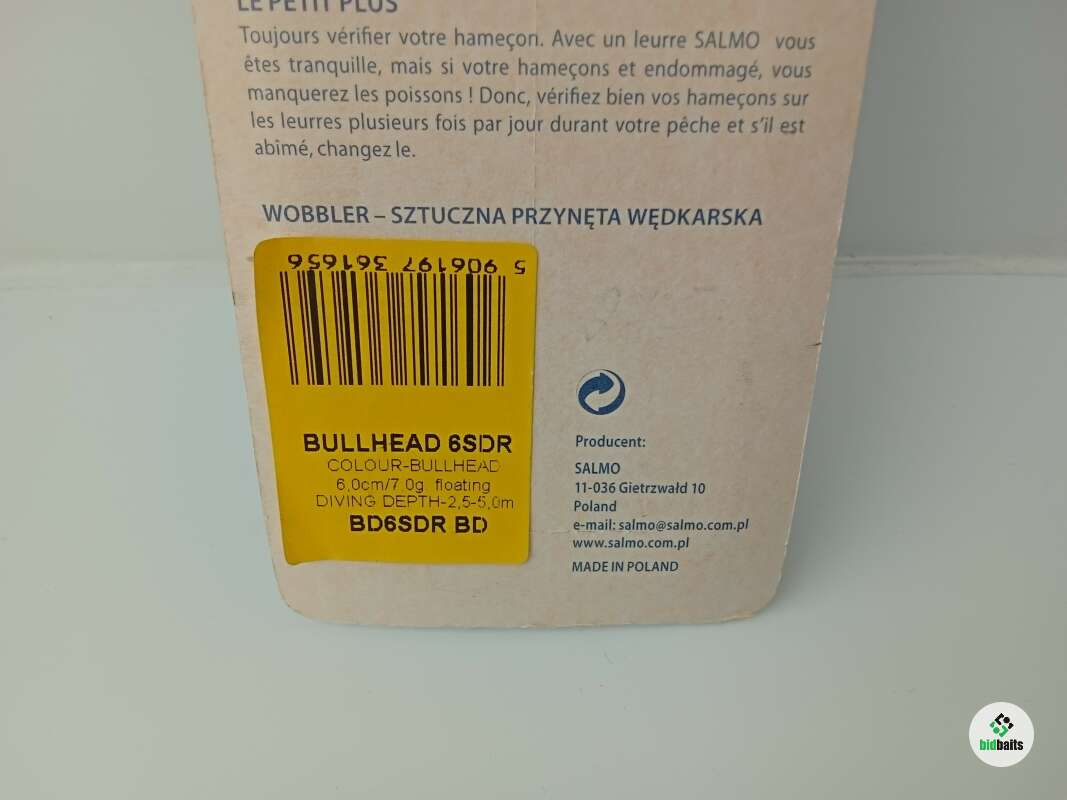 LE PETIT PLUS
Toujours vérifier votre hameçon. Avec un leurre SALMO vous
êtes tranquille, mais si votre hameçons et endommagé, vous
manquerez les poissons ! Donc, vérifiez bien vos hameçons sur
les leurres plusieurs fois par jour durant votre pêche et s'il est
abimé, changez le.
WOBBLER – SZTUCZNA PRZYNĘTA WĘDKARSKA
5 906197 361656
BULLHEAD 6SDR
COLOUR-BULLHEAD
6,0cm/7,0g floating
DIVING DEPTH-2,5-5,0m
BD6SDR BD
Producent:
SALMO
11-036 Gietrzwałd 10
Poland
e-mail: salmo@salmo.com.pl
www.salmo.com.pl
MADE IN POLAND
bidbaits